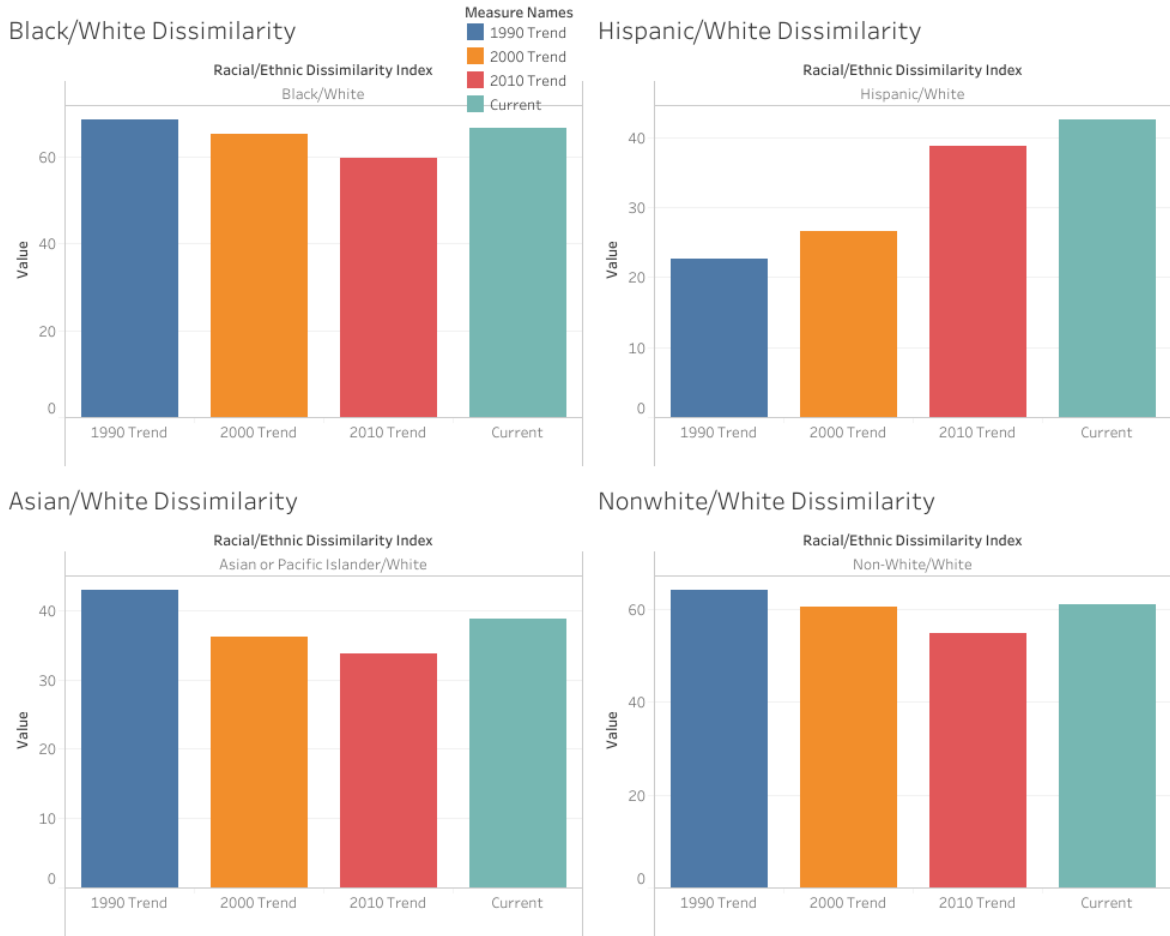 Black/White Dissimilarity
Measure Names
1990 Trend
2000 Trend
2010 Trend
Current
Racial/Ethnic Dissimilarity Index
Black/White
Value
60
40
20
0
1990 Trend
2000 Trend
2010 Trend
Current
Hispanic/White Dissimilarity
Racial/Ethnic Dissimilarity Index
Hispanic/White
Value
40
30
20
10
0
1990 Trend
2000 Trend
2010 Trend
Current
Asian/White Dissimilarity
Racial/Ethnic Dissimilarity Index
Asian or Pacific Islander/White
Value
40
30
20
10
0
1990 Trend
2000 Trend
2010 Trend
Current
Nonwhite/White Dissimilarity
Racial/Ethnic Dissimilarity Index
Non-White/White
Value
60
40
20
0
1990 Trend
2000 Trend
2010 Trend
Current